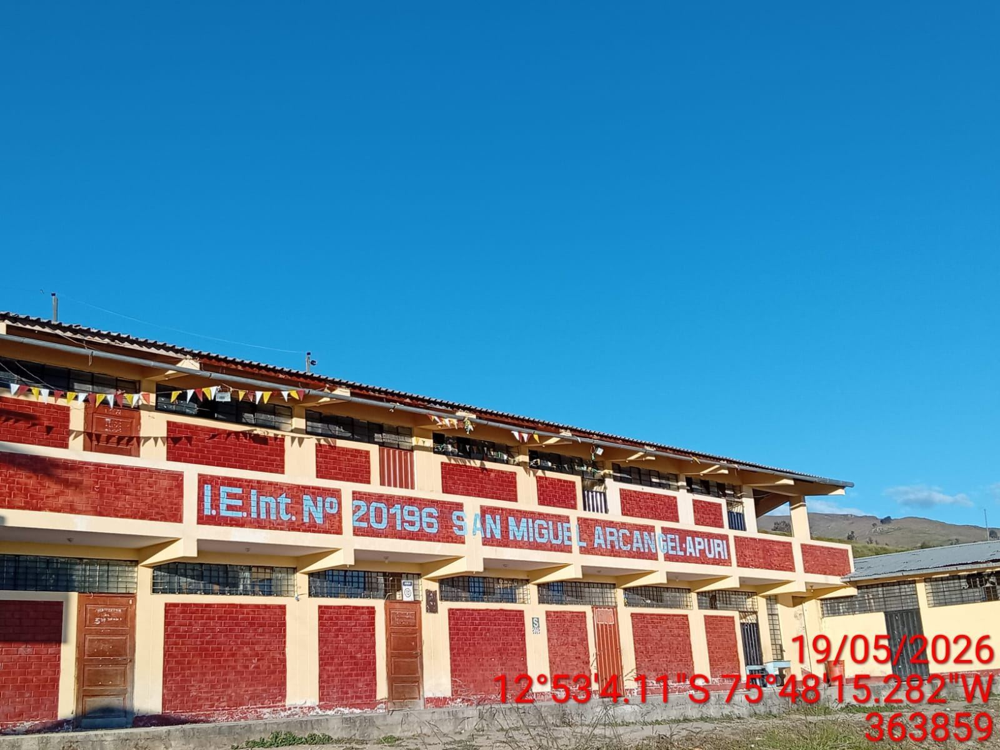 I.E.Int. Nº 20196 SAN MIGUEL ARCANGEL APURI
5º
S
19/05/2026
12°53'4.11"S 75°48'15.282"W
363859